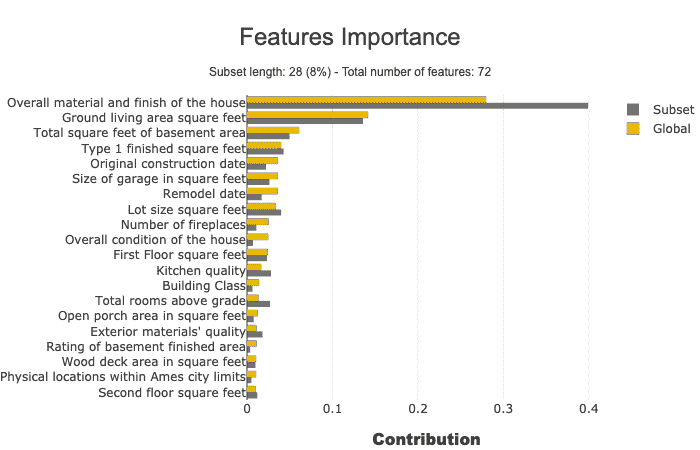 Features Importance
Subset length: 28 (8%) - Total number of features: 72
Overall material and finish of the house
Ground living area square feet
Total square feet of basement area
Type 1 finished square feet
Original construction date
Size of garage in square feet
Remodel date
Lot size square feet
Number of fireplaces
Overall condition of the house
First Floor square feet
Kitchen quality
Building Class
Total rooms above grade
Open porch area in square feet
Exterior materials' quality
Rating of basement finished area
Wood deck area in square feet
Physical locations within Ames city limits
Second floor square feet
0 0.1 0.2 0.3 0.4
Contribution
Subset
Global